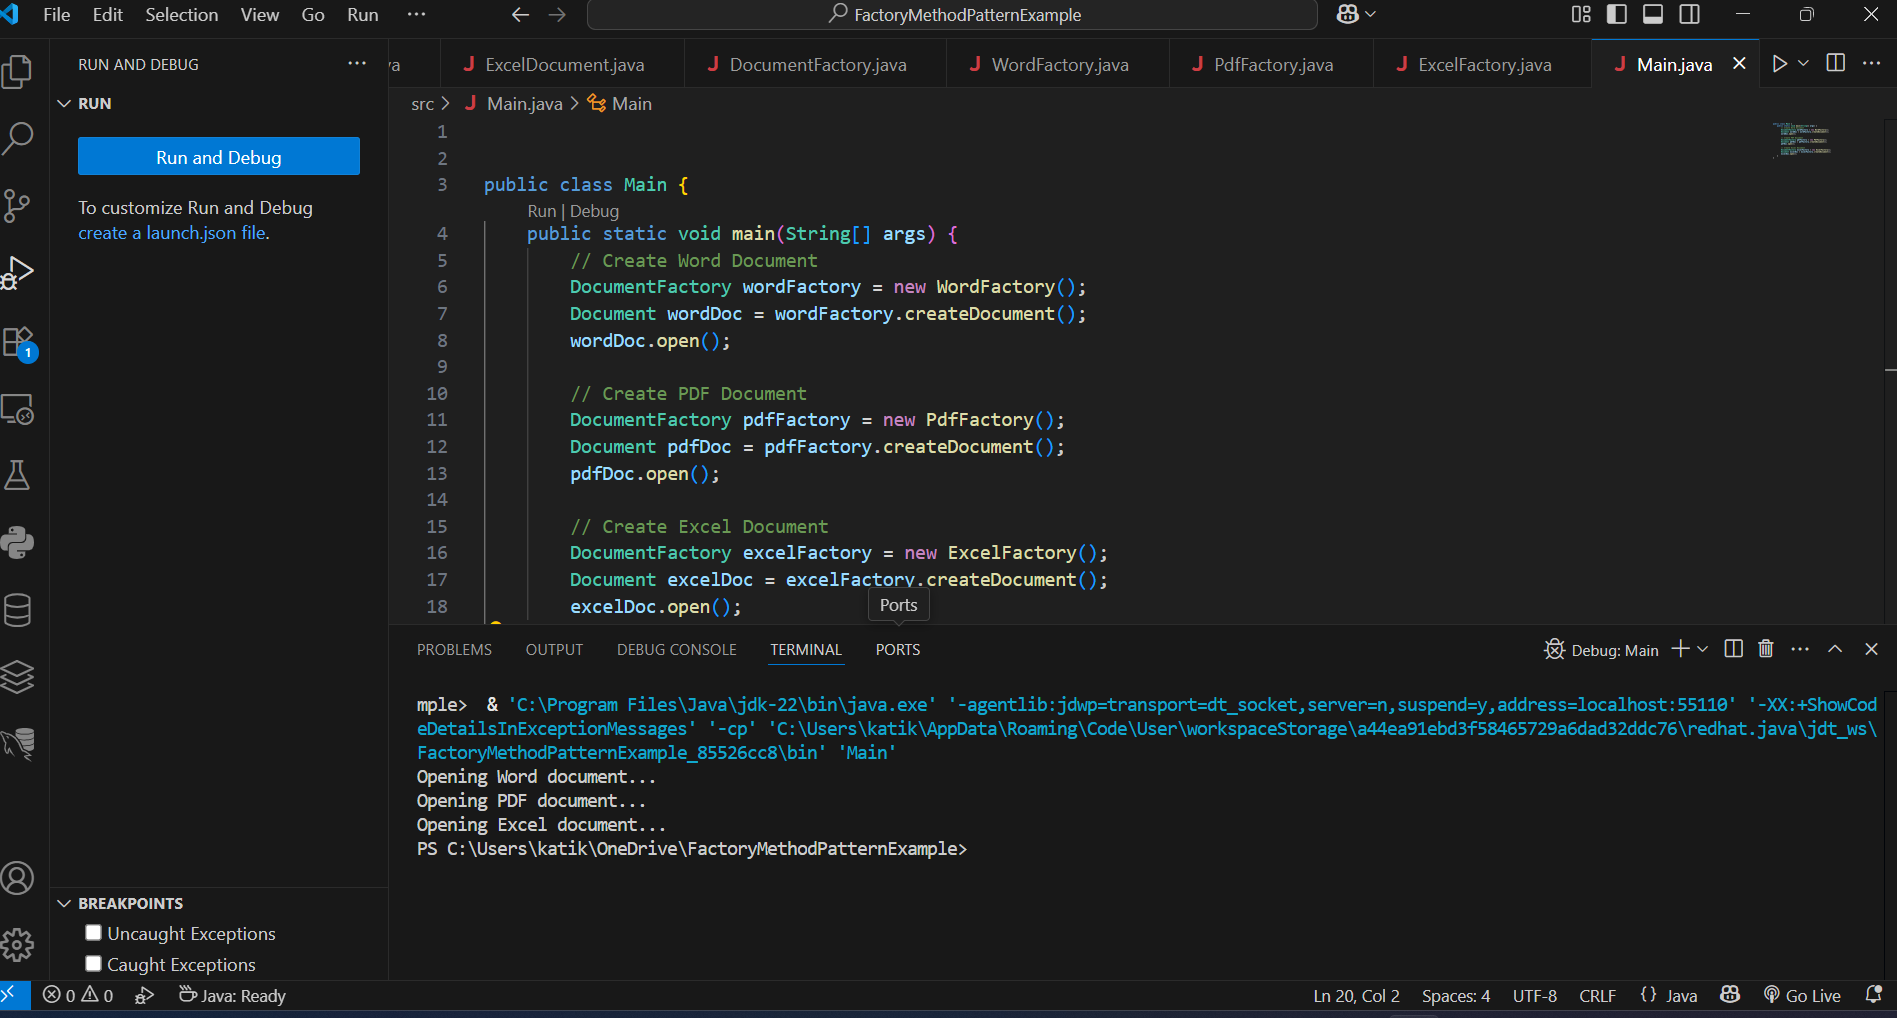 File Edit Selection View Go Run ··· FactoryMethodPatternExample
RUN AND DEBUG ···
va ExcelDocument.java DocumentFactory.java WordFactory.java PdfFactory.java ExcelFactory.java Main.java
RUN
src > Main.java > Main
Run and Debug
To customize Run and Debug
create a launch.json file.
1
2
3 public class Main {
Run | Debug
4 public static void main(String[] args) {
5 // Create Word Document
6 DocumentFactory wordFactory = new WordFactory();
7 Document wordDoc = wordFactory.createDocument();
8 wordDoc.open();
9
10 // Create PDF Document
11 DocumentFactory pdfFactory = new PdfFactory();
12 Document pdfDoc = pdfFactory.createDocument();
13 pdfDoc.open();
14
15 // Create Excel Document
16 DocumentFactory excelFactory = new ExcelFactory();
17 Document excelDoc = excelFactory.createDocument();
18 excelDoc.open();
Ports
1
PROBLEMS OUTPUT DEBUG CONSOLE TERMINAL PORTS Debug: Main
mple> & 'C:\Program Files\Java\jdk-22\bin\java.exe' '-agentlib:jdwp=transport=dt_socket,server=n,suspend=y,address=localhost:55110' '-XX:+ShowCod
eDetailsInExceptionMessages' '-cp' 'C:\Users\katik\AppData\Roaming\Code\User\workspaceStorage\a44ea91ebd3f58465729a6dad32ddc76\redhat.java\jdt_ws\
FactoryMethodPatternExample_85526cc8\bin' 'Main'
Opening Word document...
Opening PDF document...
Opening Excel document...
PS C:\Users\katik\OneDrive\FactoryMethodPatternExample>
BREAKPOINTS
Uncaught Exceptions
Caught Exceptions
0 0 Java: Ready Ln 20, Col 2 Spaces: 4 UTF-8 CRLF {} Java Go Live